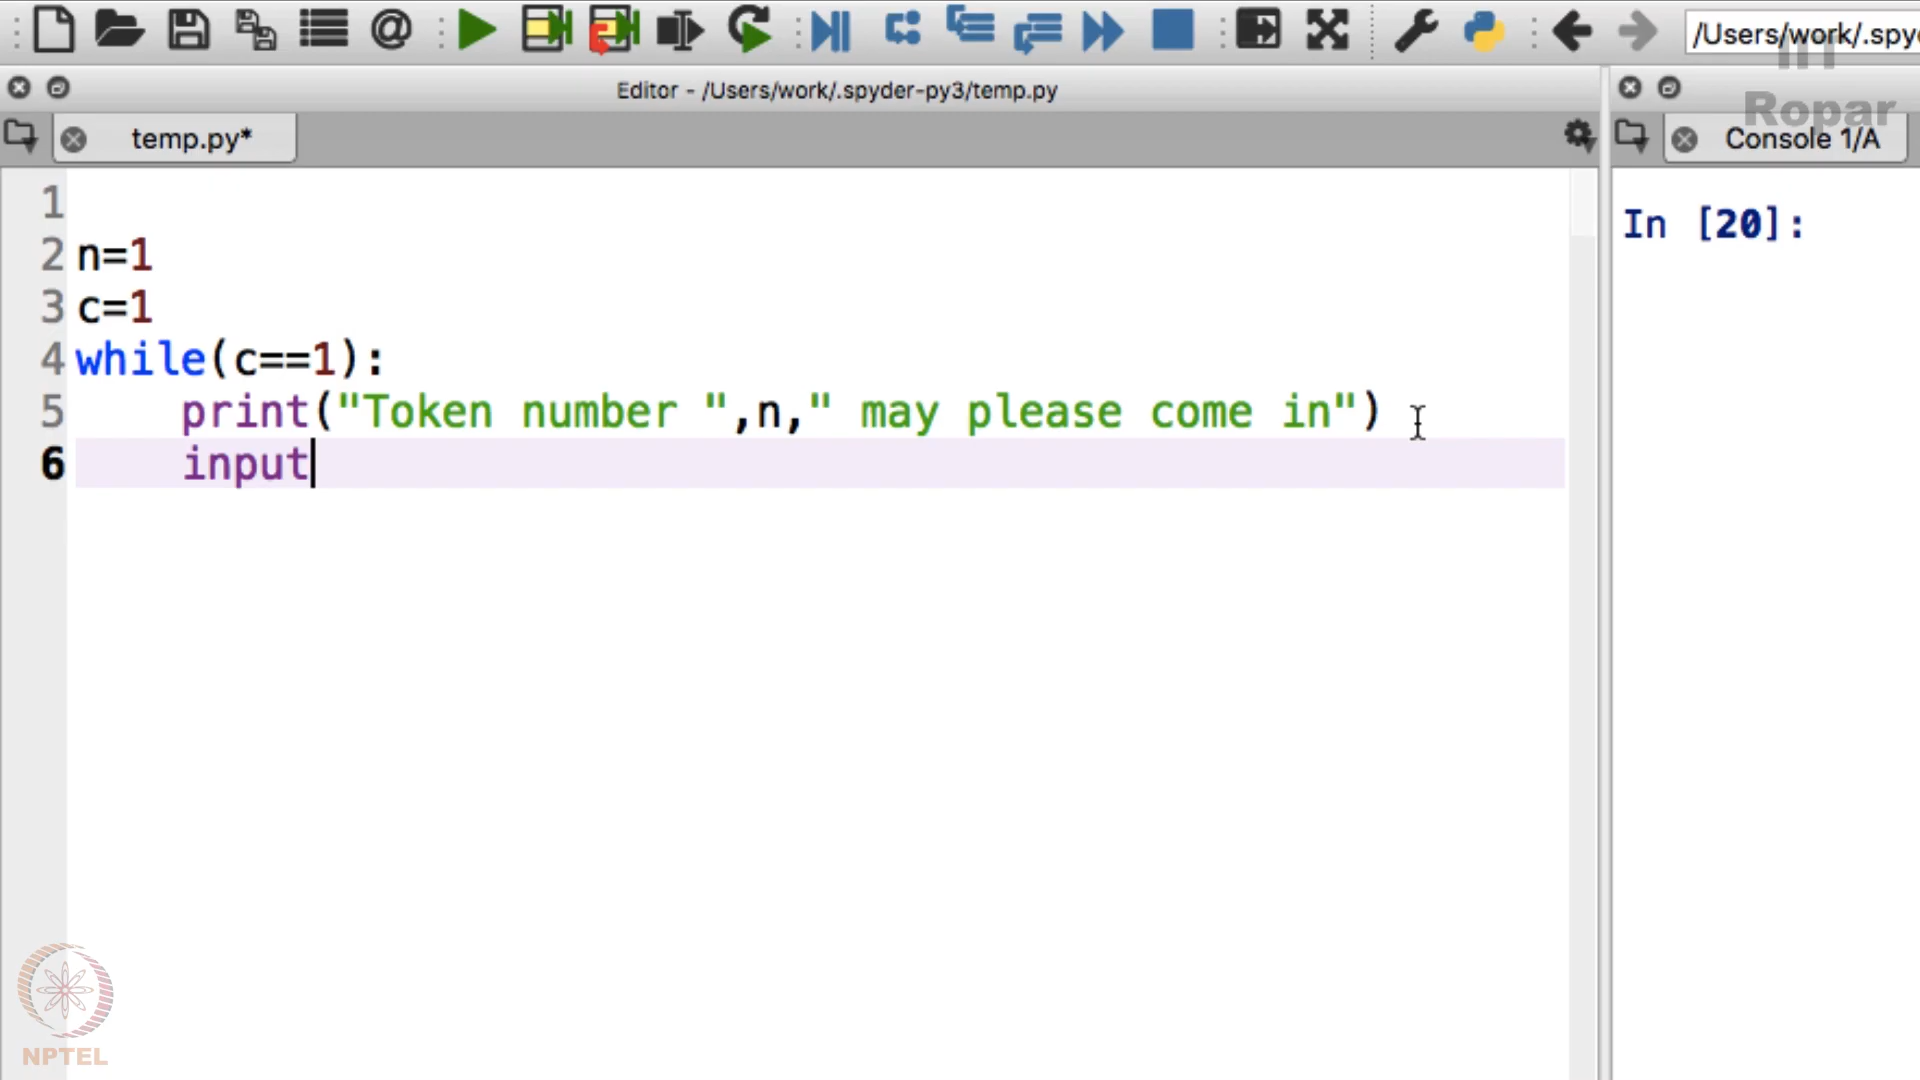 /Users/work/.spy
IIT
Ropar
Editor - /Users/work/.spyder-py3/temp.py
temp.py*
Console 1/A
1
2 n=1
3 c=1
4 while(c==1):
5 print("Token number ",n," may please come in")
6 input
In [20]:
NPTEL